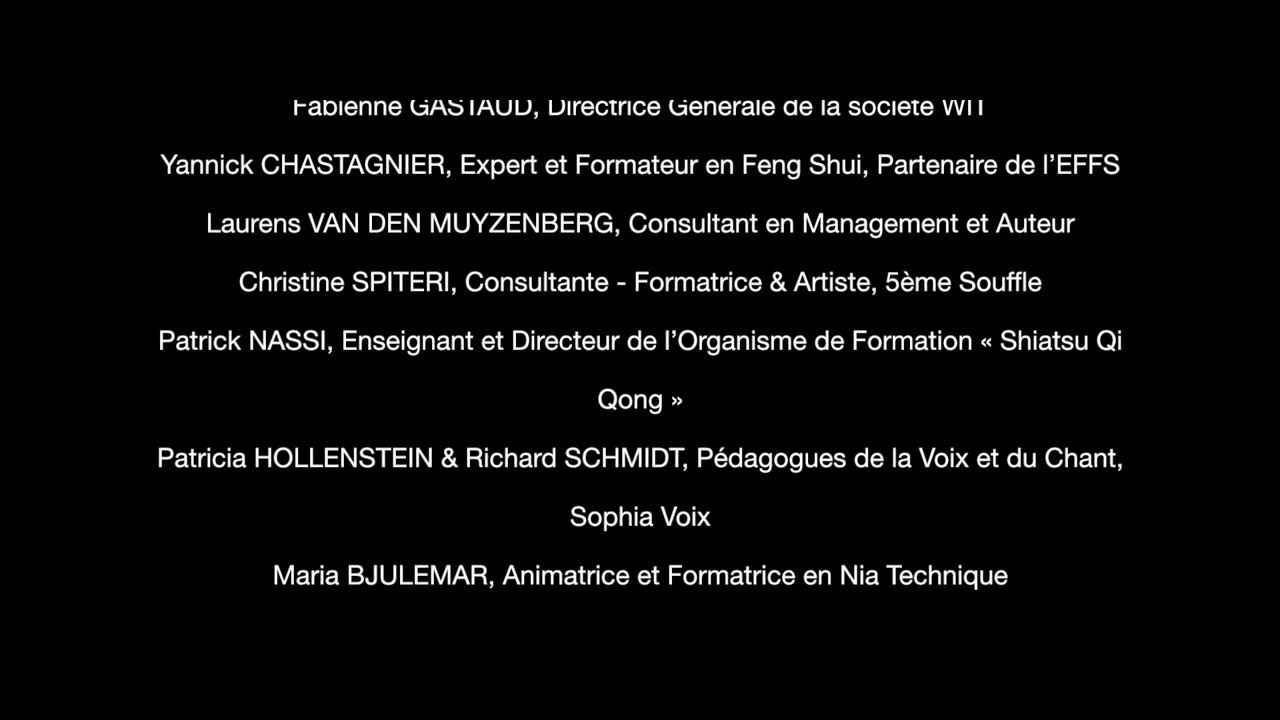 Fabienne GASTAUD, Directrice Générale de la société WIT
Yannick CHASTAGNIER, Expert et Formateur en Feng Shui, Partenaire de l’EFFS
Laurens VAN DEN MUYZENBERG, Consultant en Management et Auteur
Christine SPITERI, Consultante - Formatrice & Artiste, 5ème Souffle
Patrick NASSI, Enseignant et Directeur de l’Organisme de Formation « Shiatsu Qi
Qong »
Patricia HOLLENSTEIN & Richard SCHMIDT, Pédagogues de la Voix et du Chant,
Sophia Voix
Maria BJULEMAR, Animatrice et Formatrice en Nia Technique